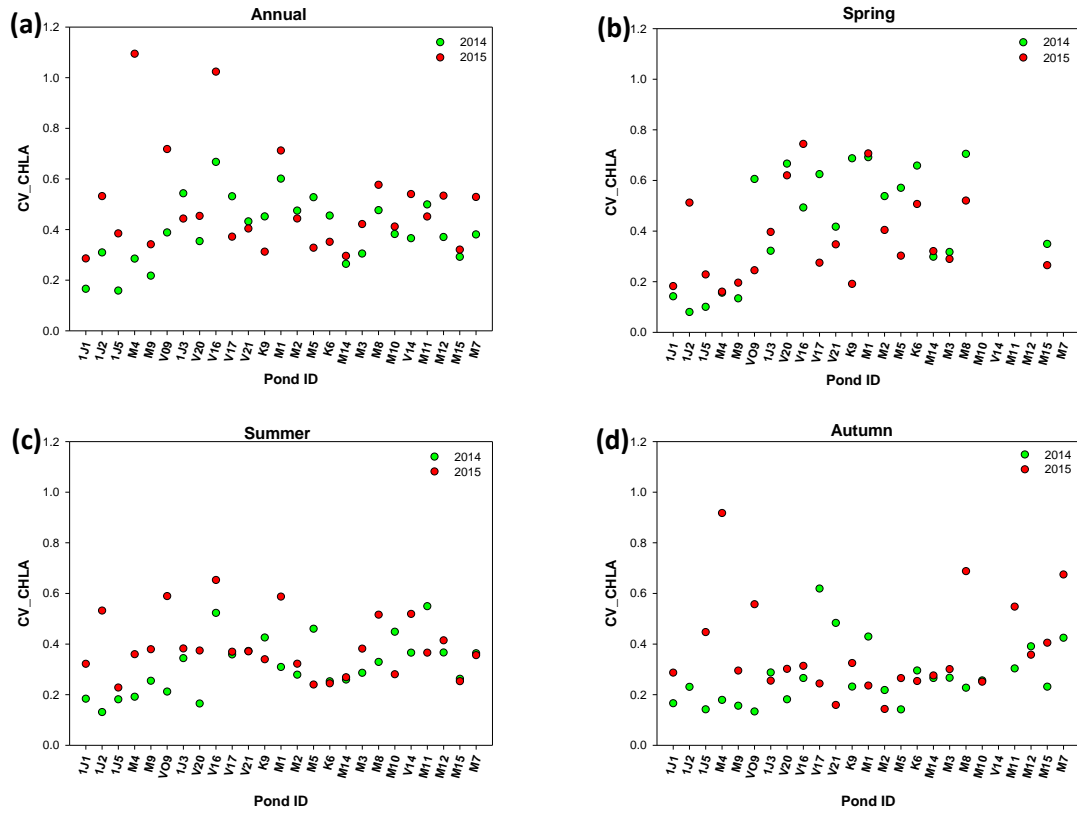 (a)
Annual
1.2
1.0
0.8
0.6
0.4
0.2
0.0
CV_CHLA
2014
2015
1J1 1J2 1J5 M4 M9 V09 1J3 V20 V16 V17 V21 K9 M1 M2 M5 K6 M14 M3 M8 M10 V14 M11 M12 M15 M7
Pond ID
(b)
Spring
1.2
1.0
0.8
0.6
0.4
0.2
0.0
CV_CHLA
2014
2015
1J1 1J2 1J5 M4 M9 VO9 1J3 V20 V16 V17 V21 K9 M1 M2 M5 K6 M14 M3 M8 M10 V14 M11 M12 M15 M7
Pond ID
(c)
Summer
1.2
1.0
0.8
0.6
0.4
0.2
0.0
CV_CHLA
2014
2015
1J1 1J2 1J5 M4 M9 VO9 1J3 V20 V16 V17 V21 K9 M1 M2 M5 K6 M14 M3 M8 M10 V14 M11 M12 M15 M7
Pond ID
(d)
Autumn
1.2
1.0
0.8
0.6
0.4
0.2
0.0
CV_CHLA
2014
2015
1J1 1J2 1J5 M4 M9 VO9 1J3 V20 V16 V17 V21 K9 M1 M2 M5 K6 M14 M3 M8 M10 V14 M11 M12 M15 M7
Pond ID